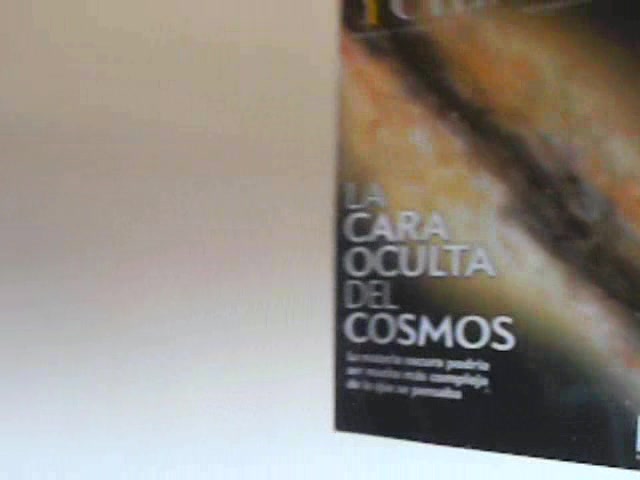 LA
CARA
OCULTA
DEL
COSMOS
La materia oscura podría
ser mucho más compleja
de lo que se pensaba